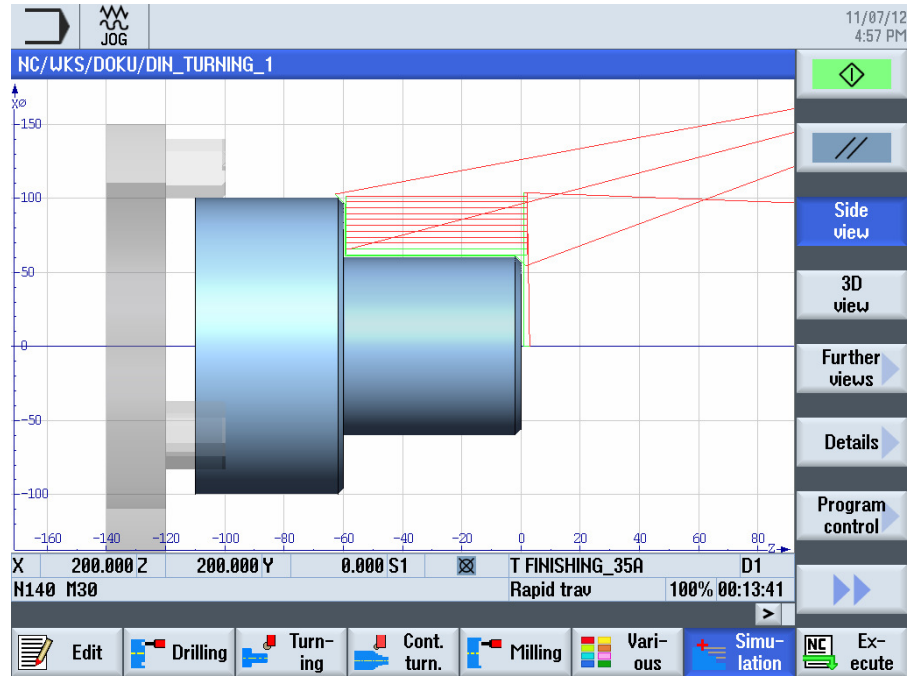 JOG
11/07/12
4:57 PM
NC/WKS/DOKU/DIN_TURNING_1
XØ
150
100
50
0
-50
-100
-160 -140 -120 -100 -80 -60 -40 -20 0 20 40 60 80
Z
Side
view
3D
view
Further
views
Details
Program
control
X 200.000 Z 200.000 Y 0.000 S1 T FINISHING_35A D1
N140 M30 Rapid trav 100% 00:13:41
>
Edit
Drilling
Turn-
ing
Cont.
turn.
Milling
Vari-
ous
Simu-
lation
NC
Ex-
ecute